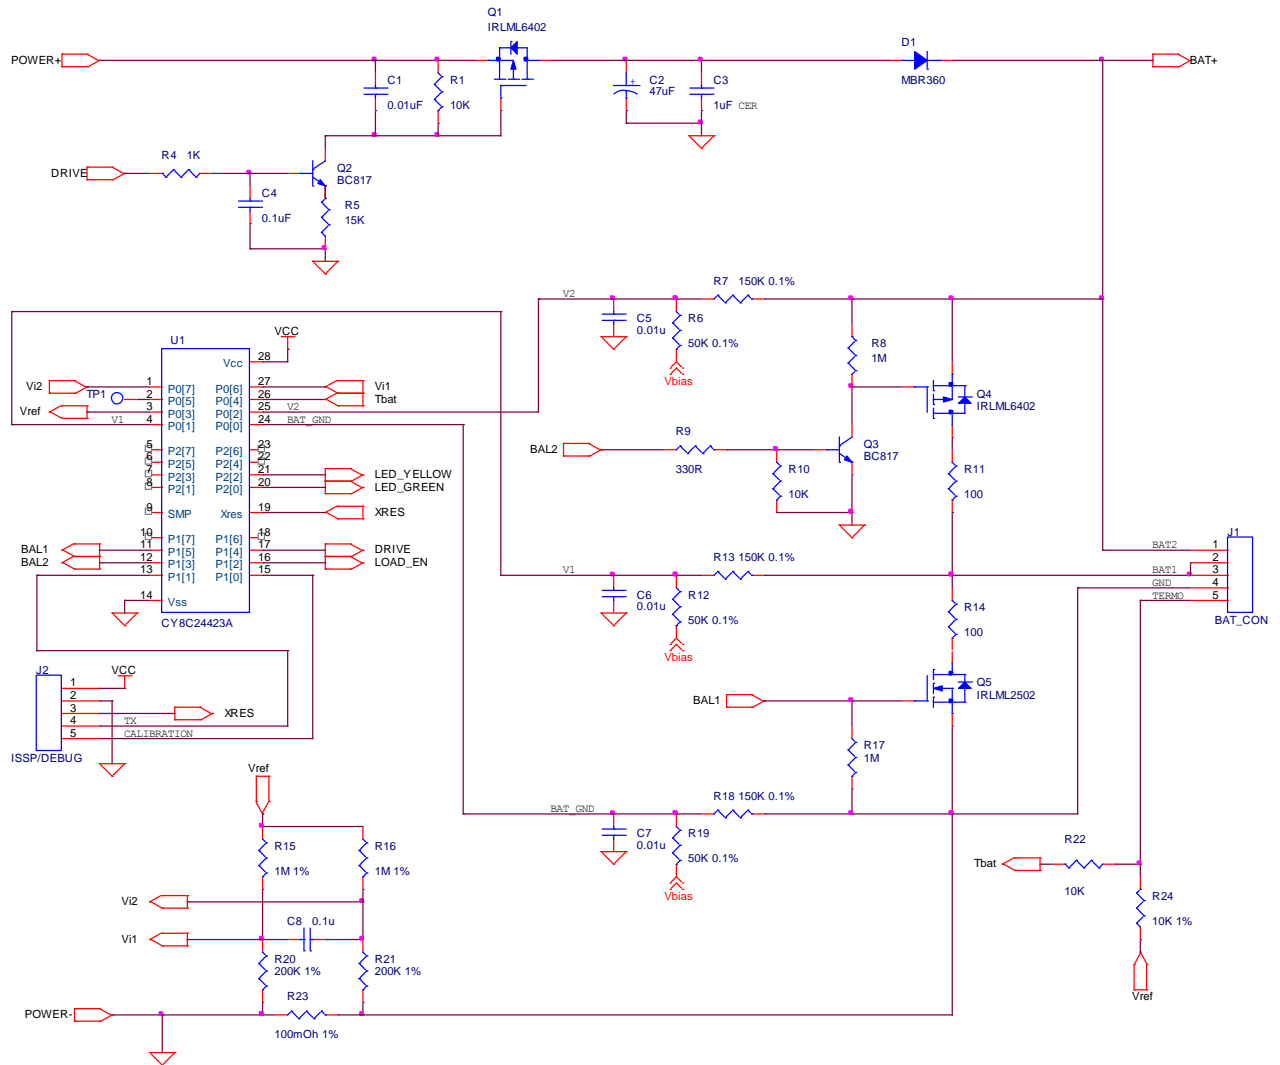 Q1
IRLML6402
POWER+
D1
BAT+
MBR360
C1
0.01uF
R1
10K
C2
47uF
+
C3
1uF CER
R4 1K
DRIVE
Q2
BC817
C4
0.1uF
R5
15K
V2
R7 150K 0.1%
C5
0.01u
R6
50K 0.1%
Vbias
R8
1M
Q4
IRLML6402
BAL2
R9
330R
R10
10K
Q3
BC817
R11
100
U1
VCC
Vcc 28
Vi2 1 P0[7] P0[6] 27 Vi1
TP1 2 P0[5] P0[4] 26 Tbat
Vref 3 P0[3] P0[2] 25 V2
V1 4 P0[1] P0[0] 24 BAT_GND
5 P2[7] P2[6] 23
6 P2[5] P2[4] 22
7 P2[3] P2[2] 21 LED_YELLOW
8 P2[1] P2[0] 20 LED_GREEN
9 SMP Xres 19 XRES
10 P1[7] P1[6] 18
BAL1 11 P1[5] P1[4] 17 DRIVE
BAL2 12 P1[3] P1[2] 16 LOAD_EN
13 P1[1] P1[0] 15
14 Vss
CY8C24423A
V1
R13 150K 0.1%
C6
0.01u
R12
50K 0.1%
Vbias
R14
100
J1
BAT2 1
2
BAT1 3
GND 4
TERMO 5
BAT_CON
BAL1
Q5
IRLML2502
R17
1M
J2
VCC
1
2
3 XRES
4 TX
5 CALIBRATION
ISSP/DEBUG
BAT_GND
R18 150K 0.1%
C7
0.01u
R19
50K 0.1%
Vbias
Vref
R15
1M 1%
R16
1M 1%
Vi2
C8 0.1u
Vi1
R20
200K 1%
R21
200K 1%
R23
POWER-
100mOh 1%
R22
Tbat
10K
R24
10K 1%
Vref